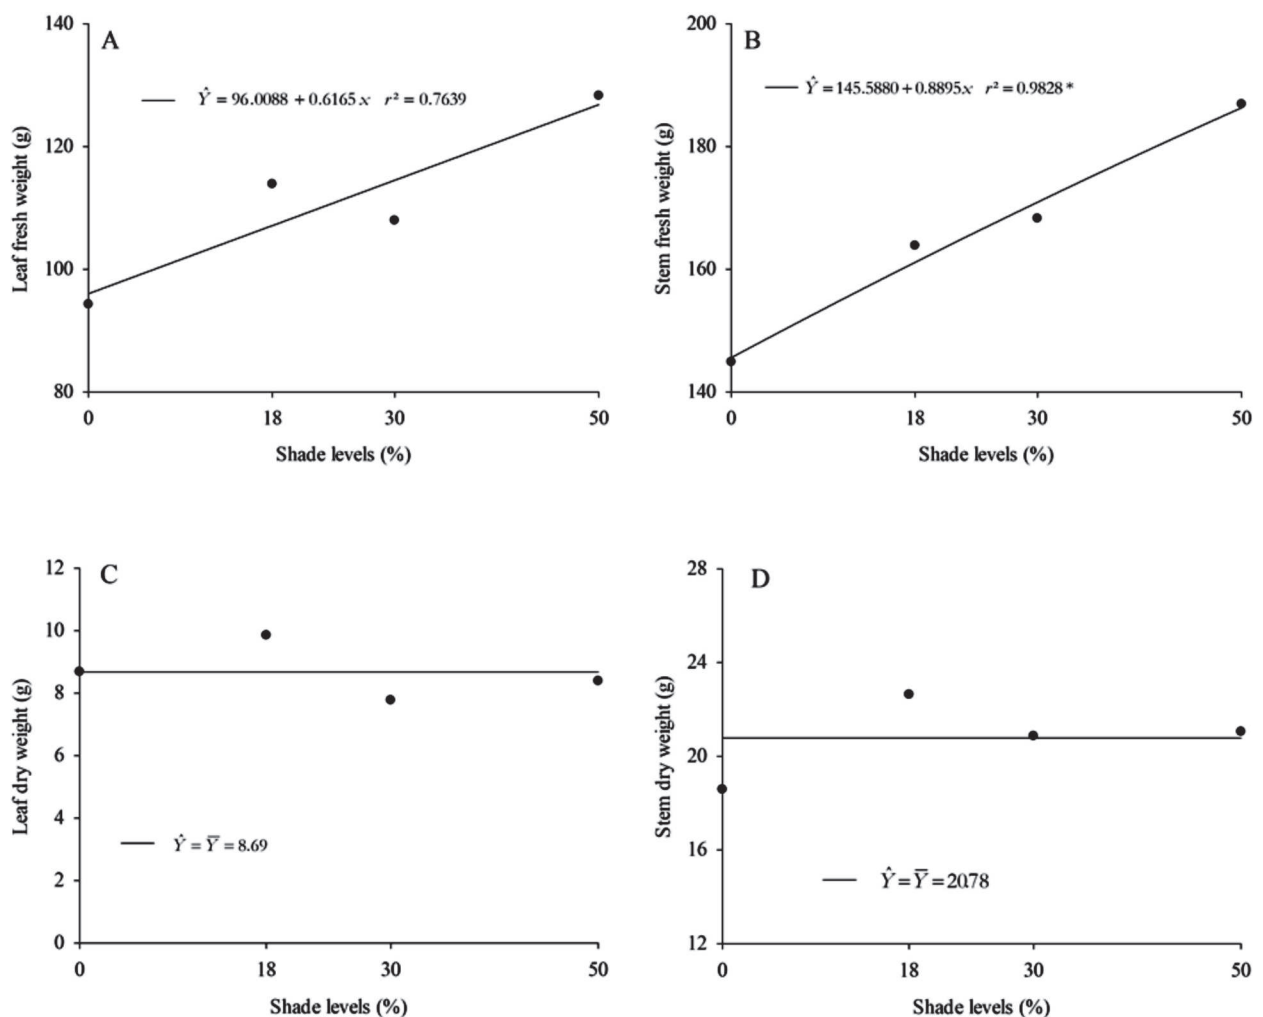 A
Ŷ = 96.0088 + 0.6165 x r² = 0.7639
Leaf fresh weight (g)
140
120
100
80
0 18 30 50
Shade levels (%)
B
Ŷ = 145.5880 + 0.8895x r² = 0.9828 *
Stem fresh weight (g)
200
180
160
140
0 18 30 50
Shade levels (%)
C
Ŷ = Y̅ = 8.69
Leaf dry weight (g)
12
10
8
6
4
2
0
0 18 30 50
Shade levels (%)
D
Ŷ = Y̅ = 20.78
Stem dry weight (g)
28
24
20
16
12
0 18 30 50
Shade levels (%)